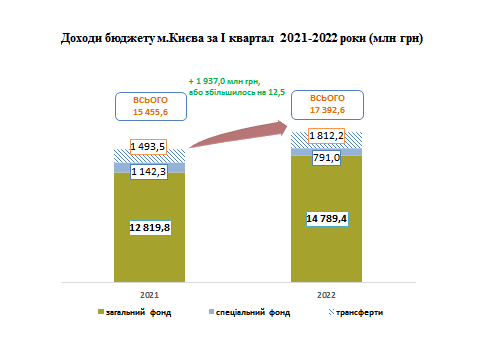 Доходи бюджету м.Києва за І квартал 2021-2022 роки (млн грн)
+ 1 937,0 млн грн,
або збільшилось на 12,5
ВСЬОГО
15 455,6
ВСЬОГО
17 392,6
1 493,5
1 142,3
12 819,8
1 812,2
791,0
14 789,4
2021
2022
загальний фонд
спеціальний фонд
трансферти